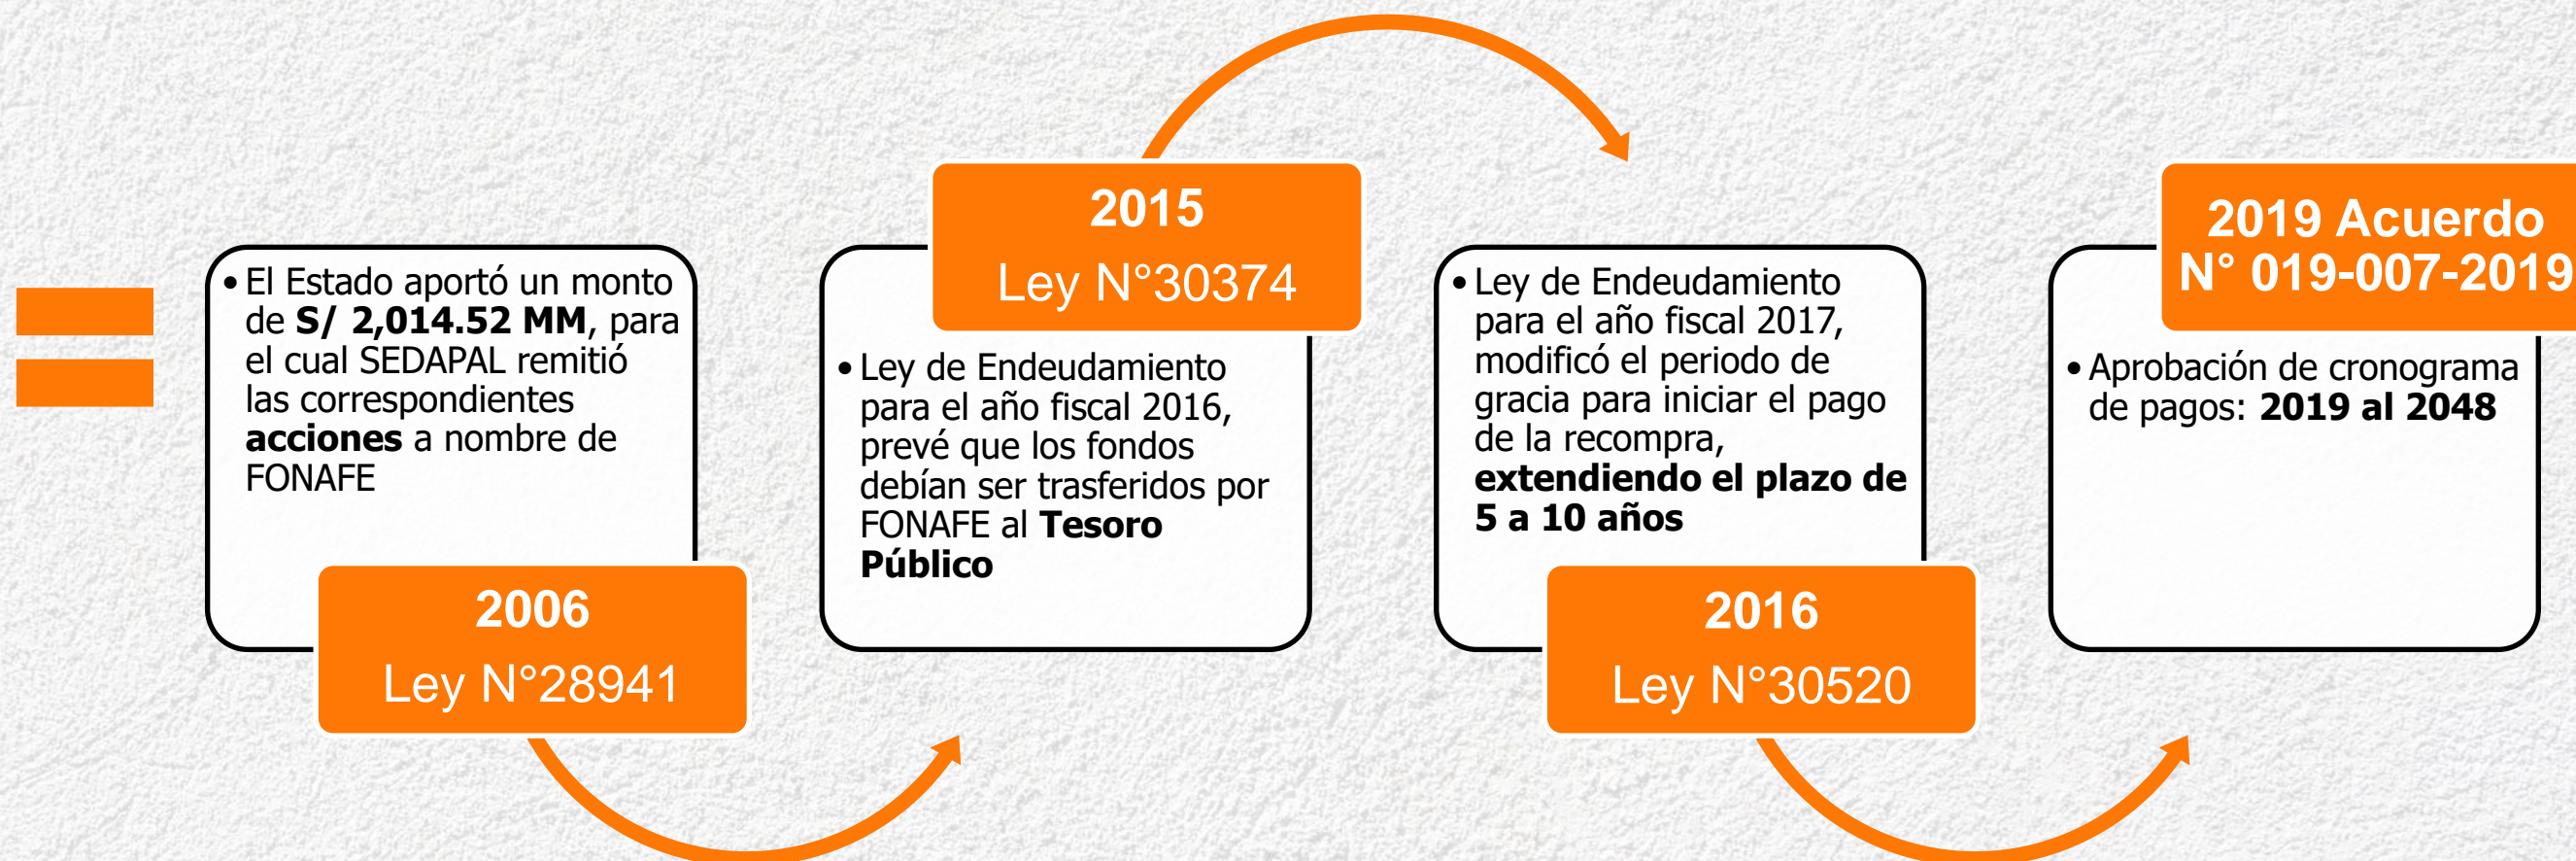 • El Estado aportó un monto
de S/ 2,014.52 MM, para
el cual SEDAPAL remitió
las correspondientes
acciones a nombre de
FONAFE
2006
Ley N°28941
2015
Ley N°30374
• Ley de Endeudamiento
para el año fiscal 2016,
prevé que los fondos
debían ser trasferidos por
FONAFE al Tesoro
Público
• Ley de Endeudamiento
para el año fiscal 2017,
modificó el periodo de
gracia para iniciar el pago
de la recompra,
extendiendo el plazo de
5 a 10 años
2016
Ley N°30520
2019 Acuerdo
N° 019-007-2019
• Aprobación de cronograma
de pagos: 2019 al 2048